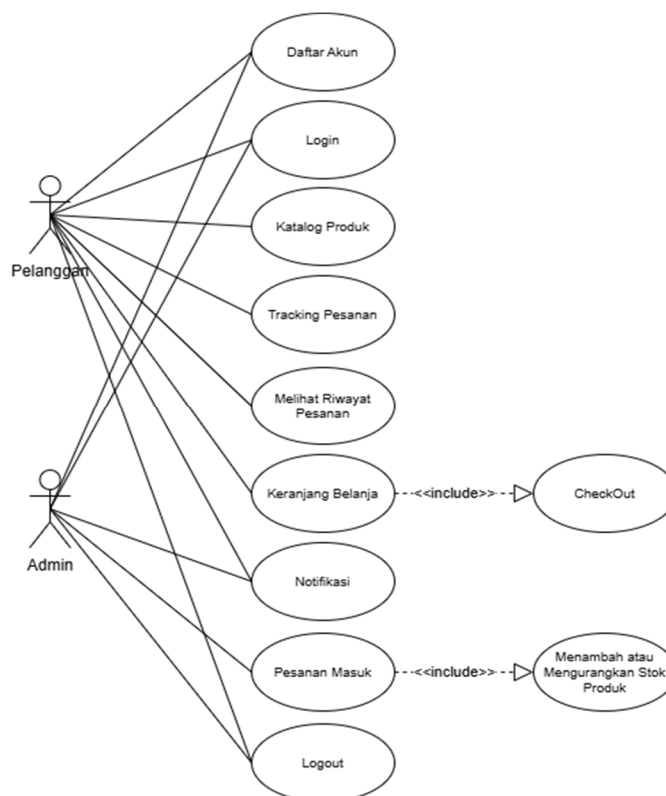 Daftar Akun
Login
Katalog Produk
Pelanggan
Tracking Pesanan
Melihat Riwayat
Pesanan
Keranjang Belanja
<<include>>
CheckOut
Admin
Notifikasi
Pesanan Masuk
<<include>>
Menambah atau
Mengurangkan Stok
Produk
Logout